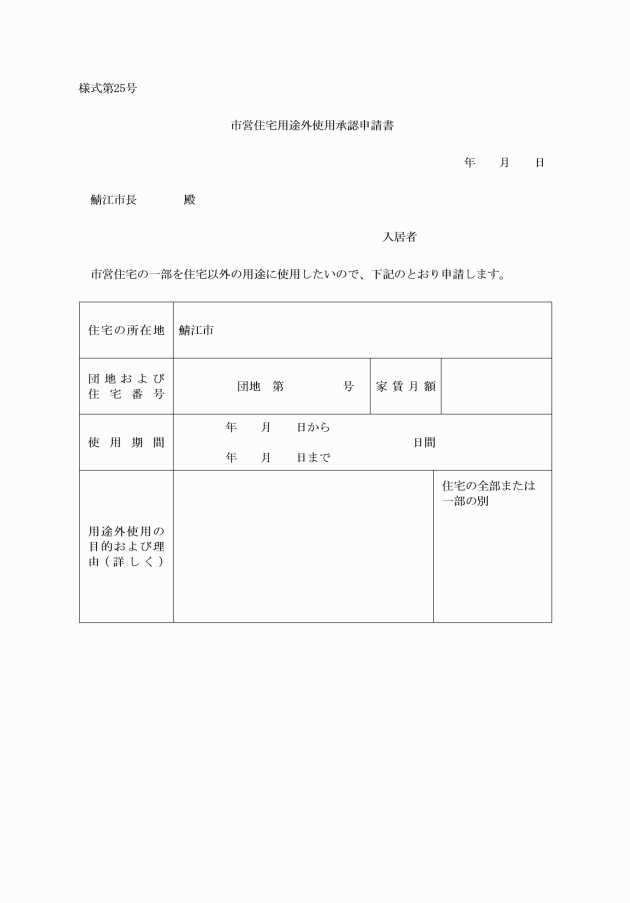 様式第25号
市営住宅用途外使用承認申請書
年　　月　　日
鯖江市長　　　　殿
入居者
市営住宅の一部を住宅以外の用途に使用したいので、下記のとおり申請します。
住宅の所在地　鯖江市
団地および
住宅番号
団地　第　　　　　号
家賃月額
使用期間
年　　月　　日から
日間
年　　月　　日まで
用途外使用の
目的および理
由(詳しく)
住宅の全部または
一部の別